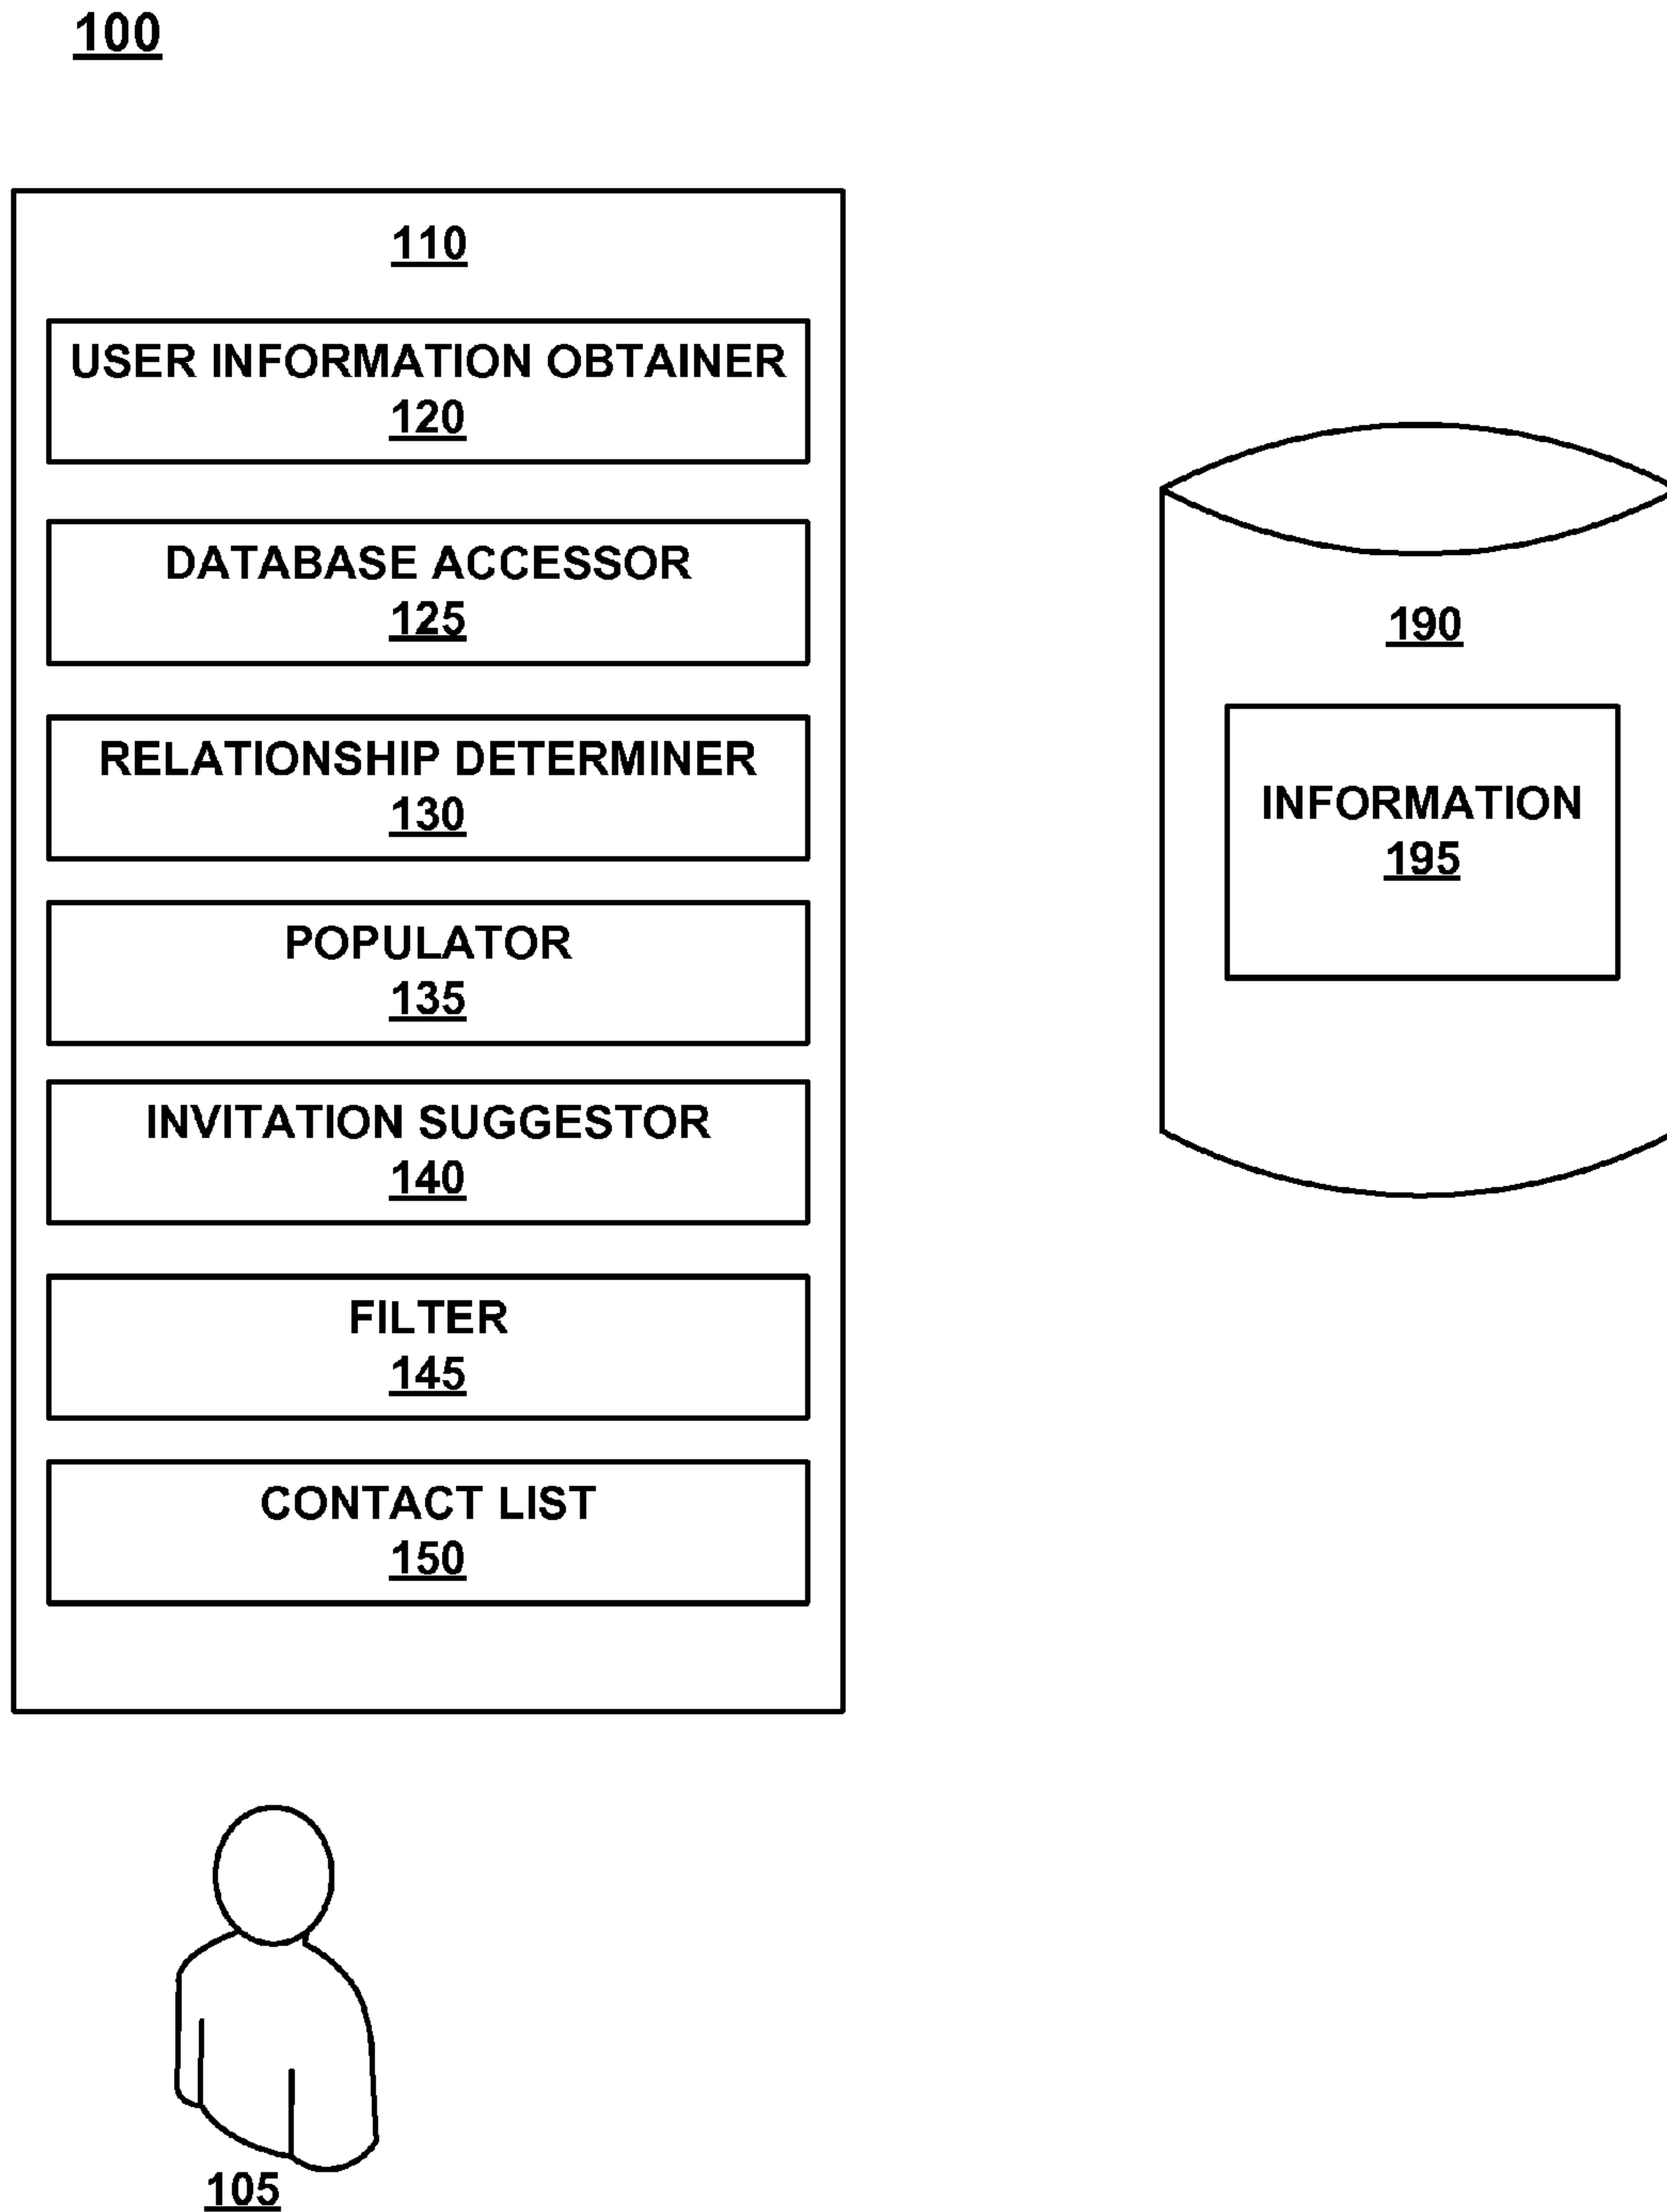 100
110
USER INFORMATION OBTAINER
120
DATABASE ACCESSOR
125
RELATIONSHIP DETERMINER
130
POPULATOR
135
INVITATION SUGGESTOR
140
FILTER
145
CONTACT LIST
150
190
INFORMATION
195
105